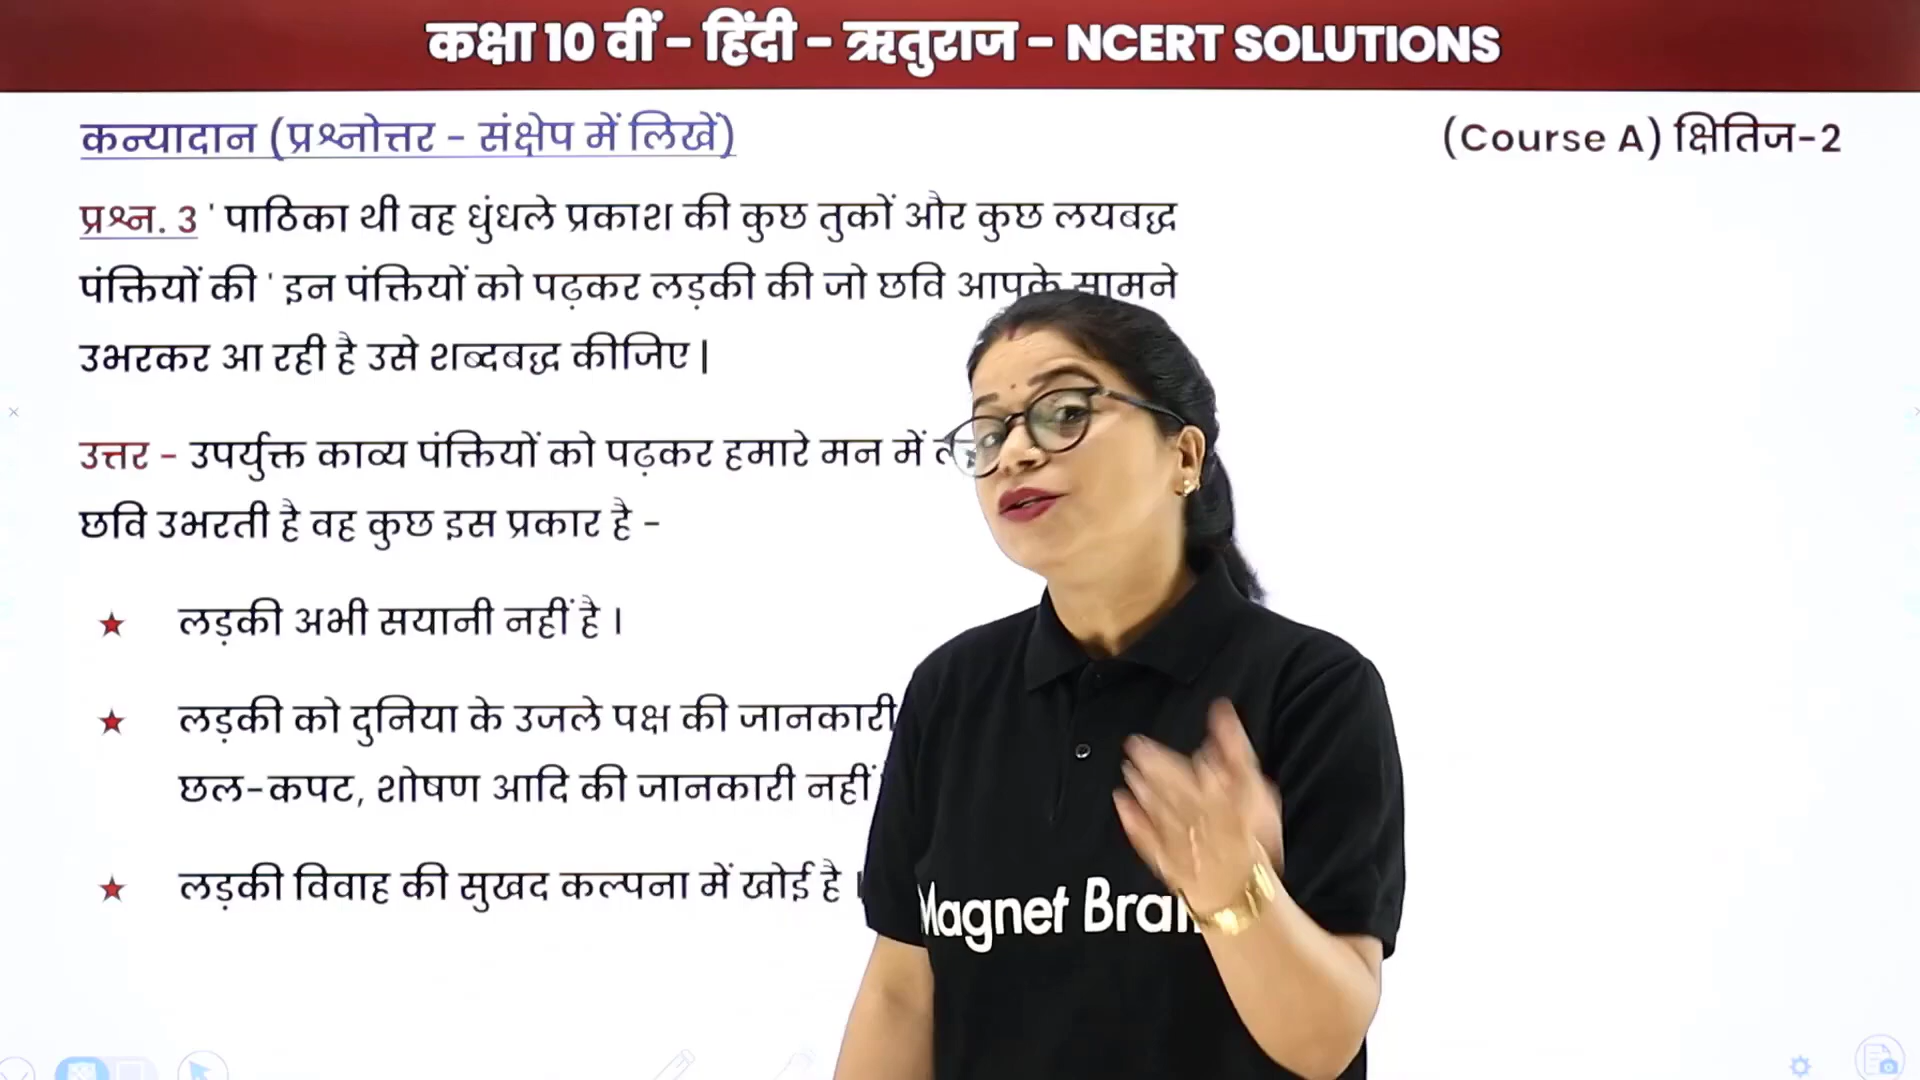 कक्षा 10 वीं - हिंदी - ऋतुराज - NCERT SOLUTIONS
कन्यादान (प्रश्नोत्तर - संक्षेप में लिखें)
(Course A) क्षितिज-2
प्रश्न. 3 ' पाठिका थी वह धुंधले प्रकाश की कुछ तुकों और कुछ लयबद्ध
पंक्तियों की ' इन पंक्तियों को पढ़कर लड़की की जो छवि आपके सामने
उभरकर आ रही है उसे शब्दबद्ध कीजिए |
उत्तर - उपर्युक्त काव्य पंक्तियों को पढ़कर हमारे मन में
छवि उभरती है वह कुछ इस प्रकार है -
★ लड़की अभी सयानी नहीं है ।
★ लड़की को दुनिया के उजले पक्ष की जानकारी
छल-कपट, शोषण आदि की जानकारी नहीं
★ लड़की विवाह की सुखद कल्पना में खोई है ।
Magnet Brain